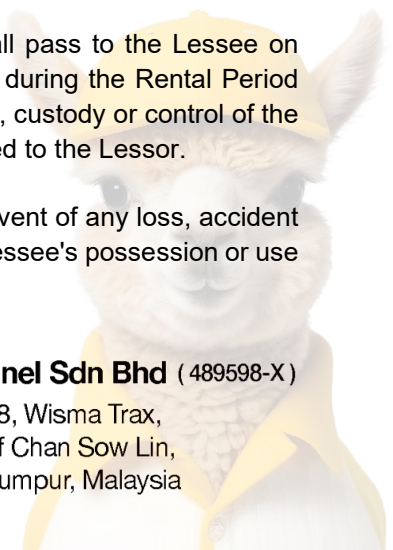 all pass to the Lessee on
during the Rental Period
, custody or control of the
ed to the Lessor.
vent of any loss, accident
essee's possession or use
nel Sdn Bhd ( 489598-X )
8, Wisma Trax,
f Chan Sow Lin,
umpur, Malaysia